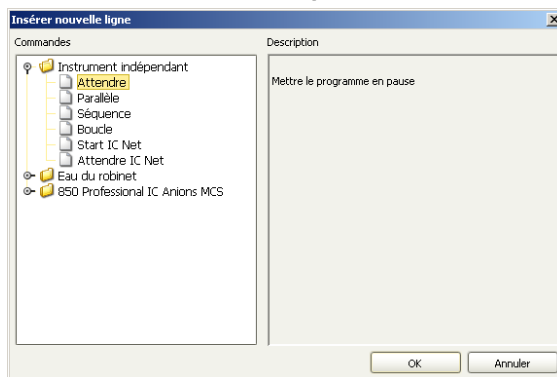 Insérer nouvelle ligne
Commandes
Instrument indépendant
Attendre
Parallèle
Séquence
Boucle
Start IC Net
Attendre IC Net
Eau du robinet
850 Professional IC Anions MCS
Description
Mettre le programme en pause
OK
Annuler